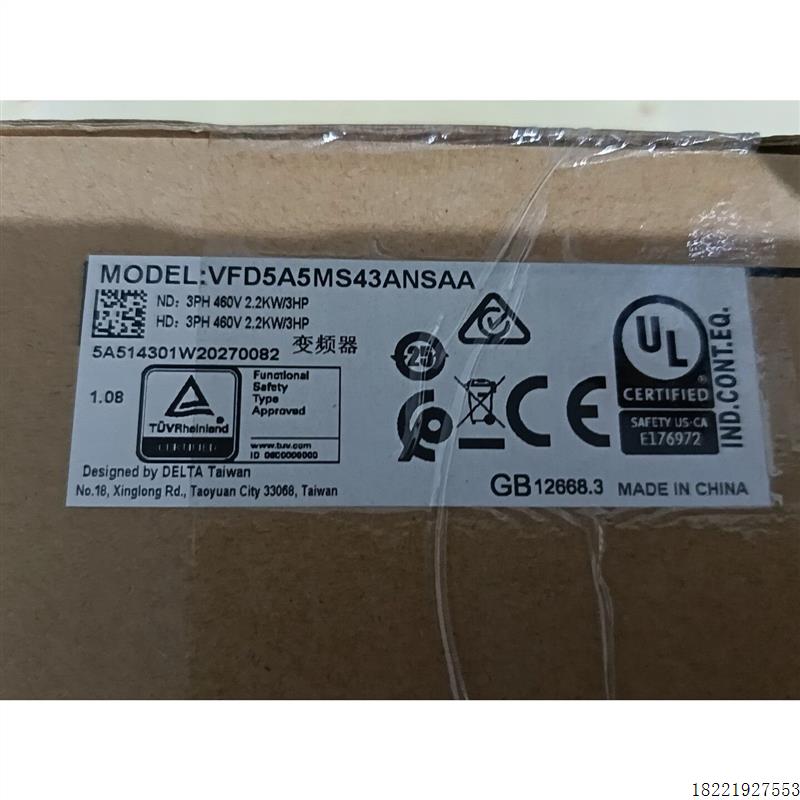 MODEL:VFD5A5MS43ANSAA
ND: 3PH 460V 2.2KW/3HP
HD: 3PH 460V 2.2KW/3HP
5A514301W20270082 变频器
1.08
TÜVRheinland
CERTIFIED
Functional
Safety
Type
Approved
www.tuv.com
ID 0600000000
25
CE
UL
CERTIFIED
®
SAFETY US·CA
E176972
IND.CONT.EQ.
Designed by DELTA Taiwan
No.18, Xinglong Rd., Taoyuan City 33068, Taiwan
GB12668.3 MADE IN CHINA
18221927553